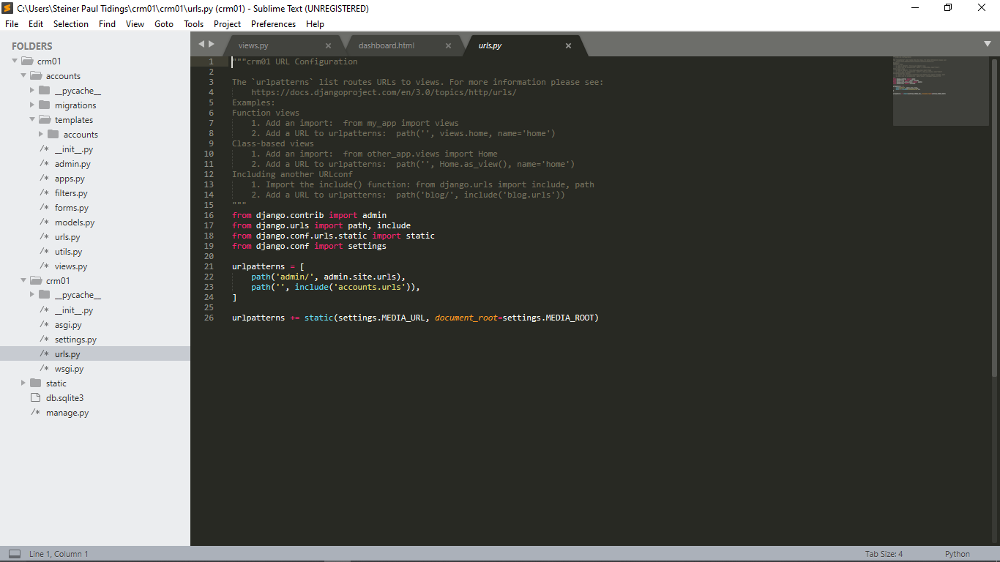 C:\Users\Steiner Paul Tidings\crm01\crm01\urls.py (crm01) - Sublime Text (UNREGISTERED)
File Edit Selection Find View Goto Tools Project Preferences Help
FOLDERS
crm01
accounts
__pycache__
migrations
templates
accounts
/* __init__.py
/* admin.py
/* apps.py
/* filters.py
/* forms.py
/* models.py
/* urls.py
/* utils.py
/* views.py
crm01
__pycache__
/* __init__.py
/* asgi.py
/* settings.py
/* urls.py
/* wsgi.py
static
db.sqlite3
/* manage.py
views.py dashboard.html urls.py
1 """crm01 URL Configuration
2
3 The `urlpatterns` list routes URLs to views. For more information please see:
4     https://docs.djangoproject.com/en/3.0/topics/http/urls/
5 Examples:
6 Function views
7     1. Add an import:  from my_app import views
8     2. Add a URL to urlpatterns:  path('', views.home, name='home')
9 Class-based views
10     1. Add an import:  from other_app.views import Home
11     2. Add a URL to urlpatterns:  path('', Home.as_view(), name='home')
12 Including another URLconf
13     1. Import the include() function: from django.urls import include, path
14     2. Add a URL to urlpatterns:  path('blog/', include('blog.urls'))
15 """
16 from django.contrib import admin
17 from django.urls import path, include
18 from django.conf.urls.static import static
19 from django.conf import settings
20
21 urlpatterns = [
22     path('admin/', admin.site.urls),
23     path('', include('accounts.urls')),
24 ]
25
26 urlpatterns += static(settings.MEDIA_URL, document_root=settings.MEDIA_ROOT)
Line 1, Column 1
Tab Size: 4
Python